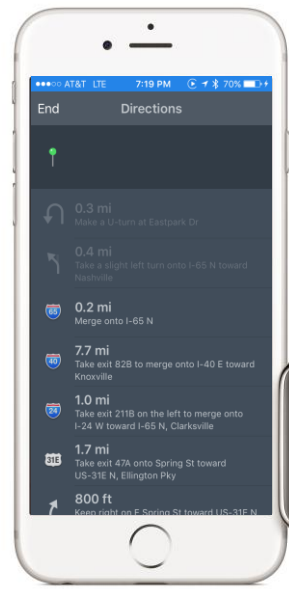 AT&T LTE 7:19 PM 70%
End Directions
0.3 mi
Make a U-turn at Eastpark Dr
0.4 mi
Take a slight left turn onto I-65 N toward
Nashville
65
0.2 mi
Merge onto I-65 N
40
7.7 mi
Take exit 82B to merge onto I-40 E toward
Knoxville
24
1.0 mi
Take exit 211B on the left to merge onto
I-24 W toward I-65 N, Clarksville
31E
1.7 mi
Take exit 47A onto Spring St toward
US-31E N, Ellington Pky
800 ft
Keep right on E Spring St toward US-31E N